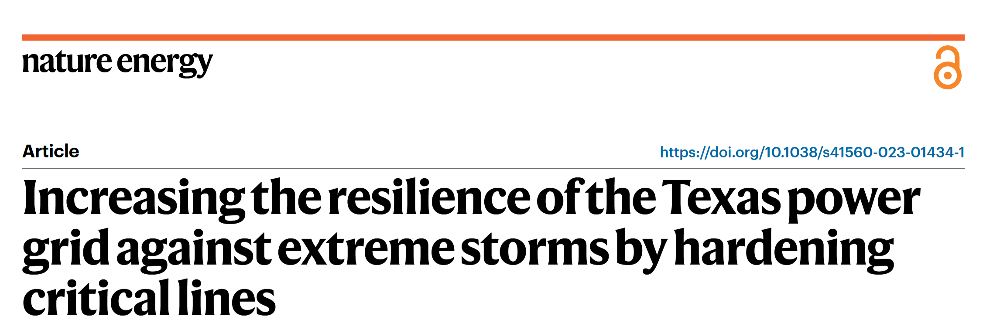 nature energy
Article
https://doi.org/10.1038/s41560-023-01434-1
Increasing the resilience of the Texas power
grid against extreme storms by hardening
critical lines